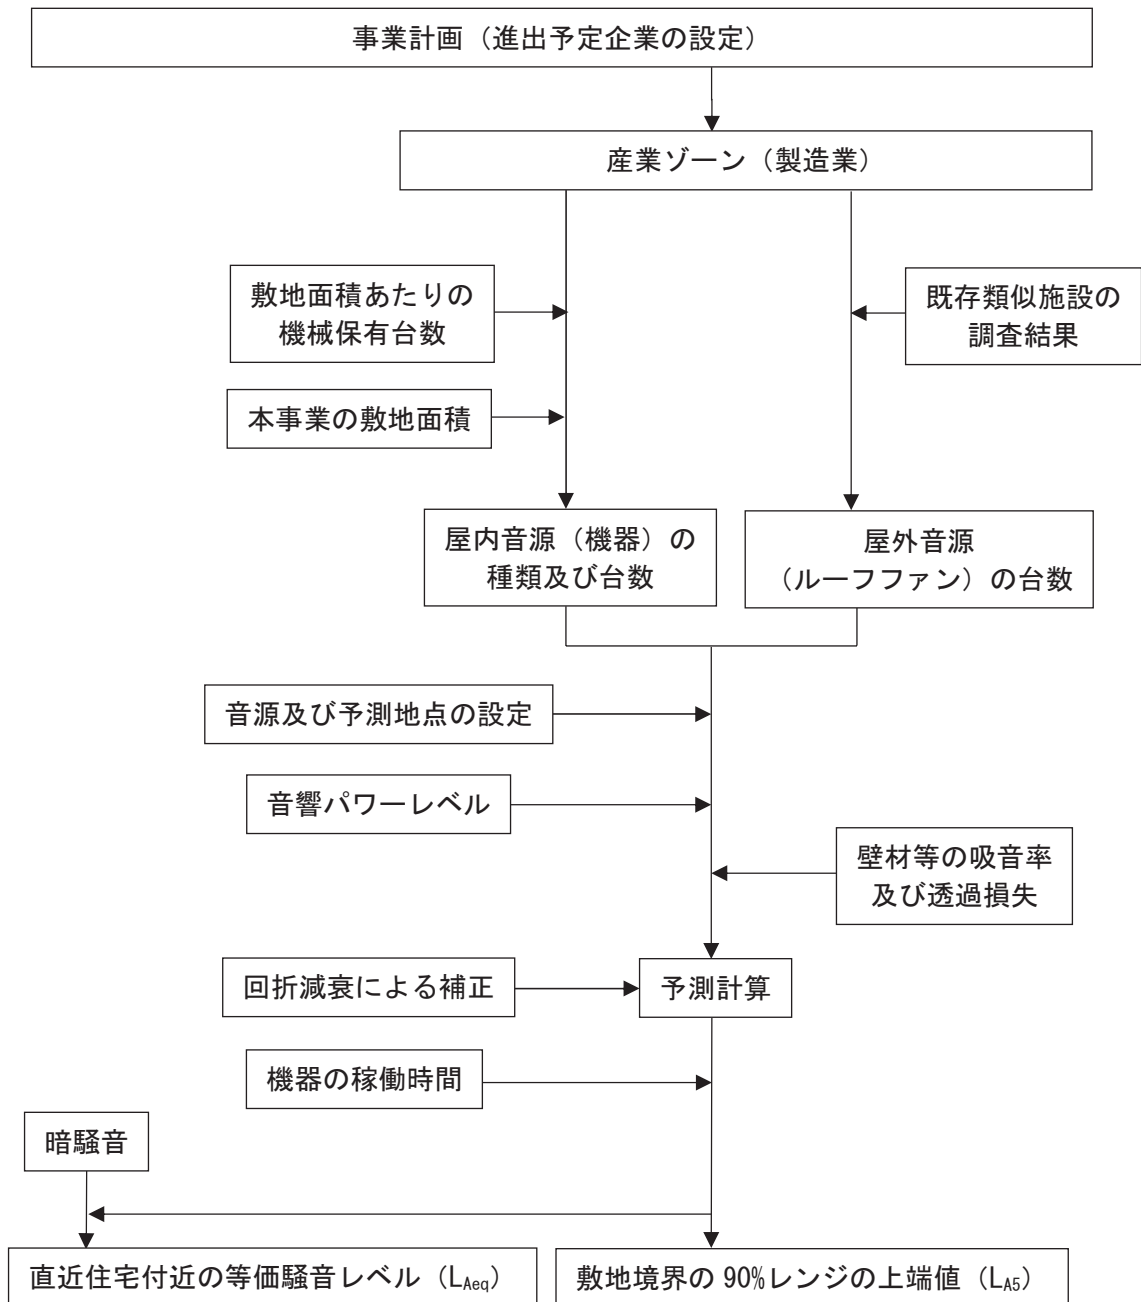 事業計画（進出予定企業の設定）
産業ゾーン（製造業）
敷地面積あたりの
機械保有台数
既存類似施設の
調査結果
本事業の敷地面積
屋内音源（機器）の
種類及び台数
屋外音源
（ルーフファン）の台数
音源及び予測地点の設定
音響パワーレベル
壁材等の吸音率
及び透過損失
回折減衰による補正
予測計算
機器の稼働時間
暗騒音
直近住宅付近の等価騒音レベル（LAeq）
敷地境界の 90%レンジの上端値（LA5）